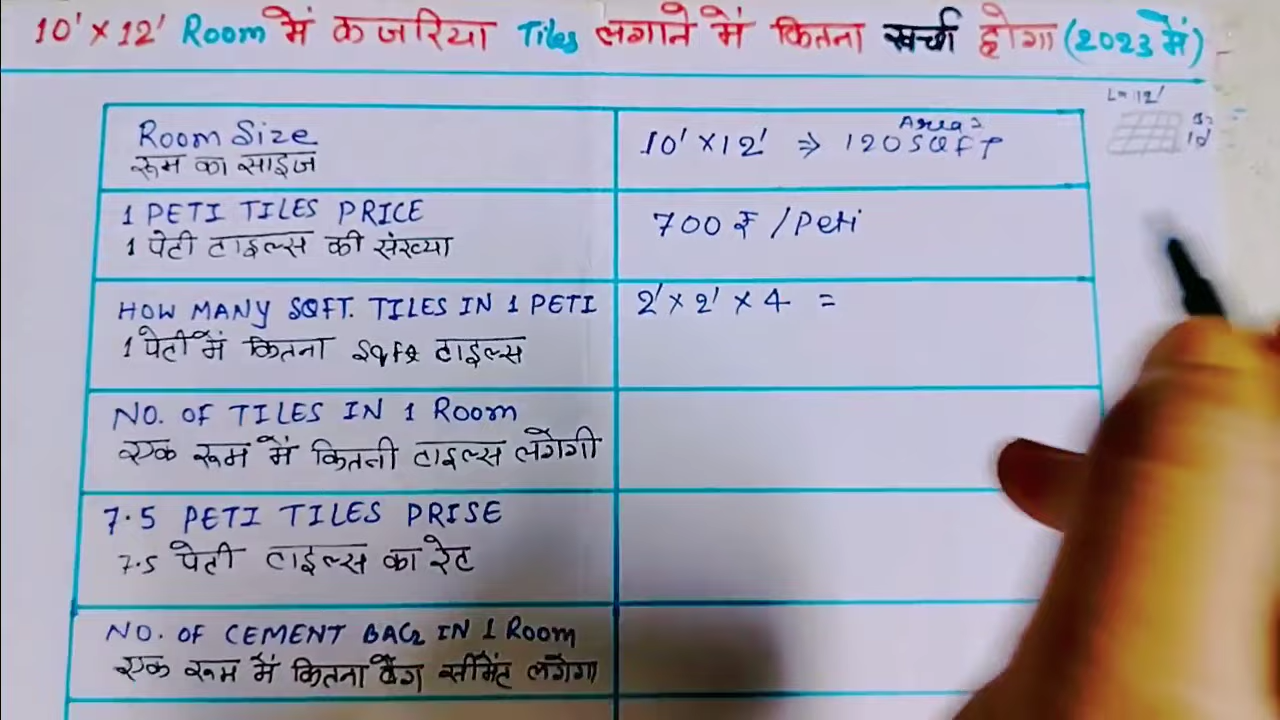 10' × 12' Room में कजरिया Tiles लगाने में कितना खर्चा होगा (2023 में)
L = 12'
Room Size
रूम का साइज
Area =
10' × 12' ⇒ 120 SQFT
10'
1 PETI TILES PRICE
1 पेटी टाइल्स की संख्या
700 ₹ / Peti
HOW MANY SQFT. TILES IN 1 PETI
1 पेटी में कितना sqft टाइल्स
2' × 2' × 4 =
NO. OF TILES IN 1 Room
एक रूम में कितनी टाइल्स लगेगी
7.5 PETI TILES PRISE
7.5 पेटी टाइल्स का रेट
NO. OF CEMENT BAG IN 1 Room
एक रूम में कितना बैग सीमेंट लगेगा